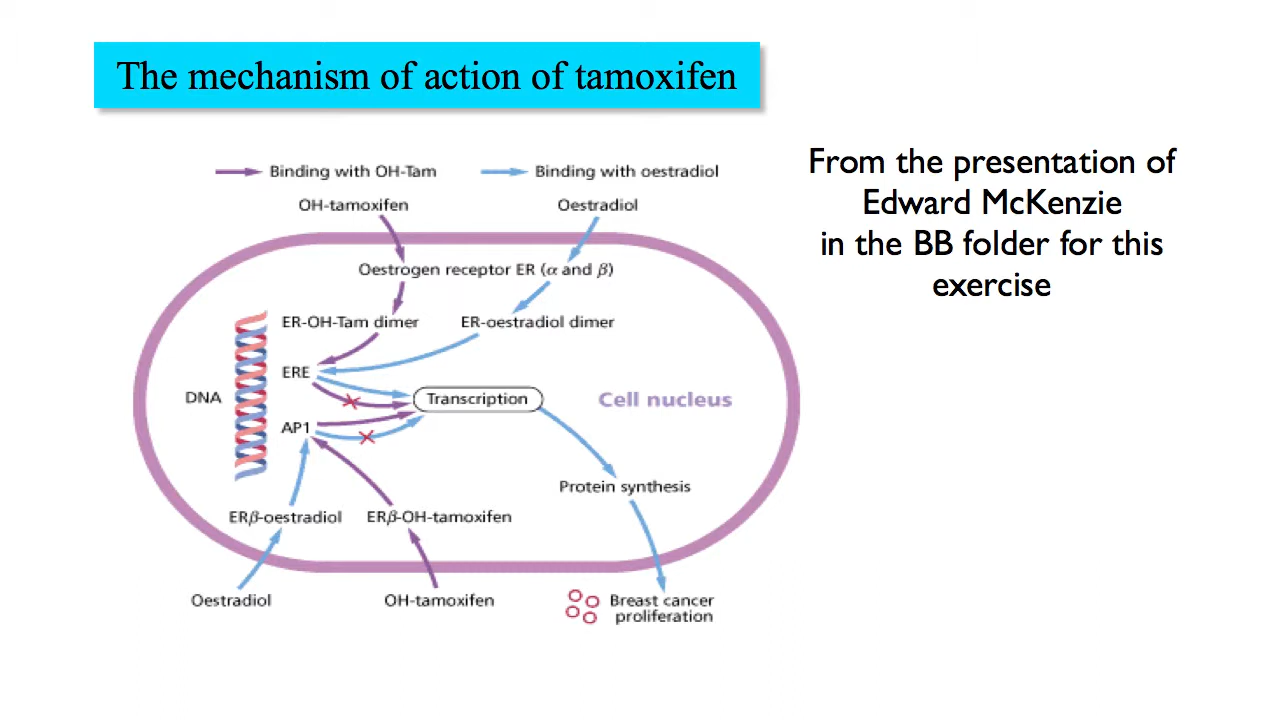 The mechanism of action of tamoxifen
From the presentation of
Edward McKenzie
in the BB folder for this
exercise
Binding with OH-Tam
Binding with oestradiol
OH-tamoxifen
Oestradiol
Oestrogen receptor ER (α and β)
ER-OH-Tam dimer
ER-oestradiol dimer
ERE
DNA
Transcription
Cell nucleus
AP1
Protein synthesis
ERβ-oestradiol
ERβ-OH-tamoxifen
Oestradiol
OH-tamoxifen
Breast cancer
proliferation